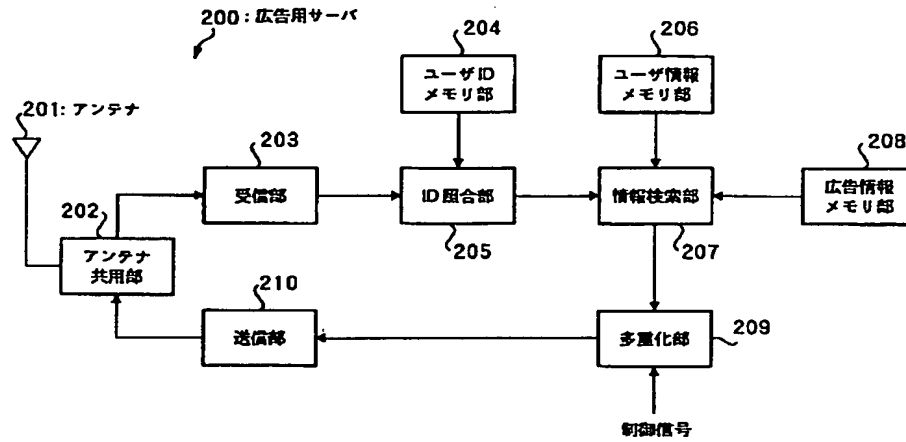 200：広告用サーバ
204
206
ユーザID
メモリ部
ユーザ情報
メモリ部
201：アンテナ
203
208
受信部
ID照合部
情報検索部
広告情報
メモリ部
202
205
207
アンテナ
共用部
210
送信部
多重化部
209
制御信号